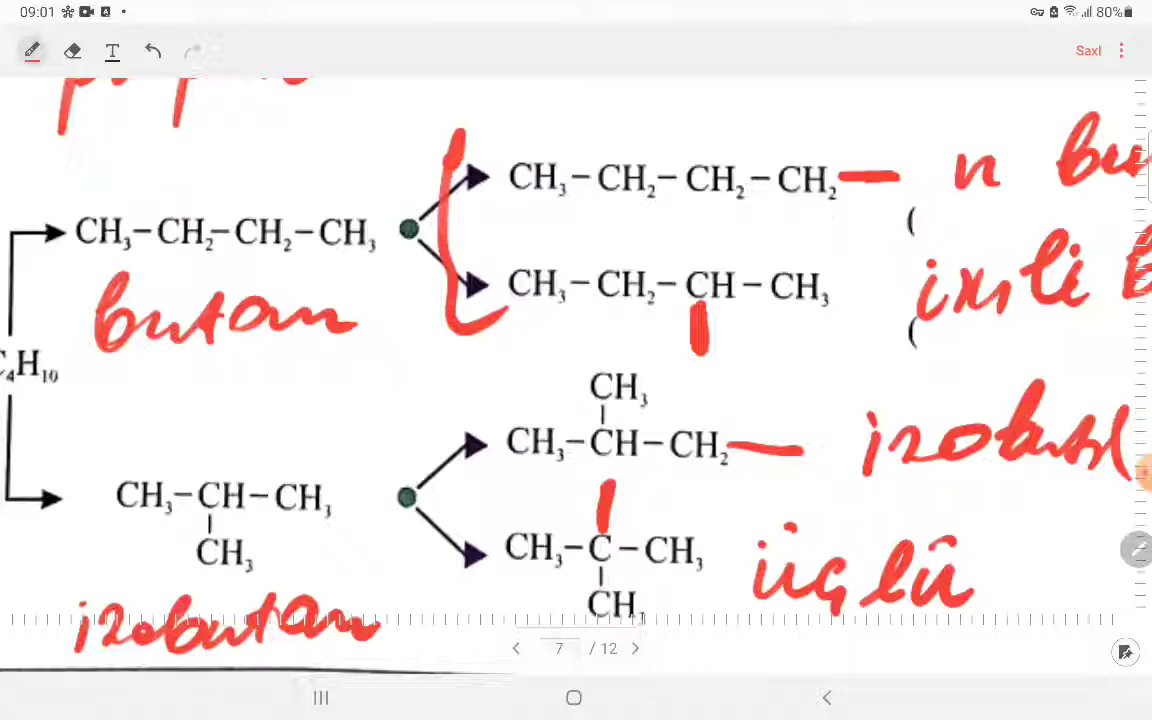 09:01 80%
T Saxl
CH₃−CH₂−CH₂−CH₂ n bu
CH₃−CH₂−CH₂−CH₃
CH₃−CH₂−CH−CH₃ ikili b
butan
C₄H₁₀
CH₃
CH₃−CH−CH₂ izobutil
CH₃−CH−CH₃
CH₃
CH₃−C−CH₃ üçlü
CH₃
izobutan
7 / 12